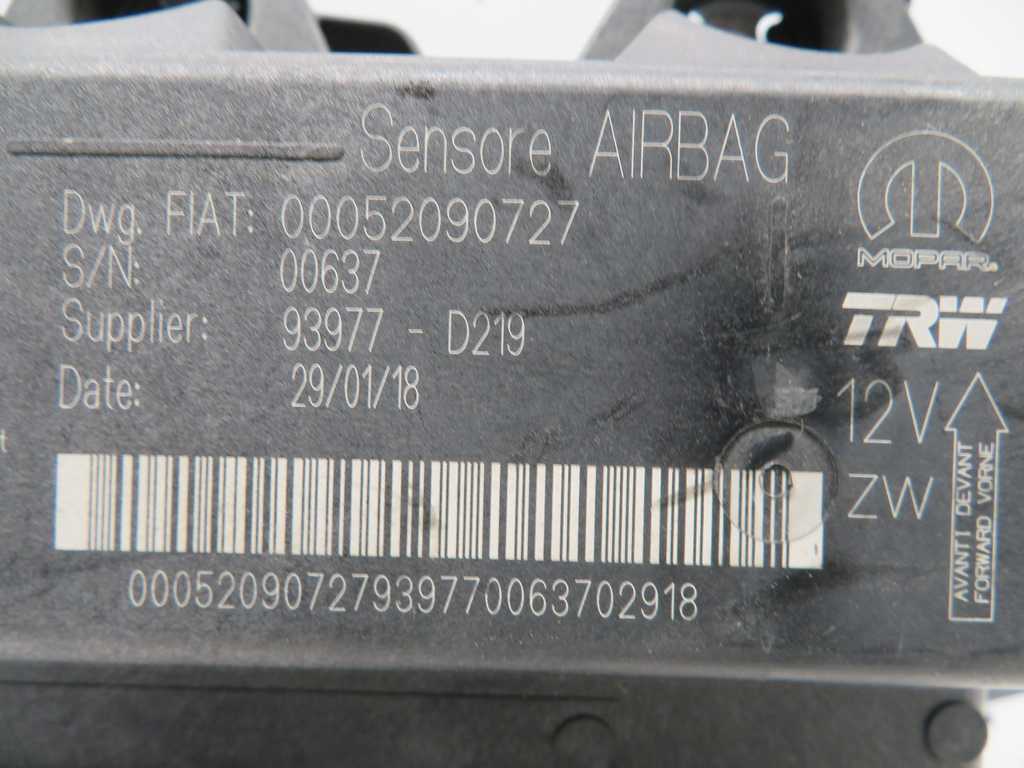 Sensore AIRBAG
Dwg. FIAT: 00052090727
S/N: 00637
Supplier: 93977 - D219
Date: 29/01/18
MOPAR®
TRW
12V
ZW
AVANTI DEVANT
FORWARD VORNE
00052090727939770063702918